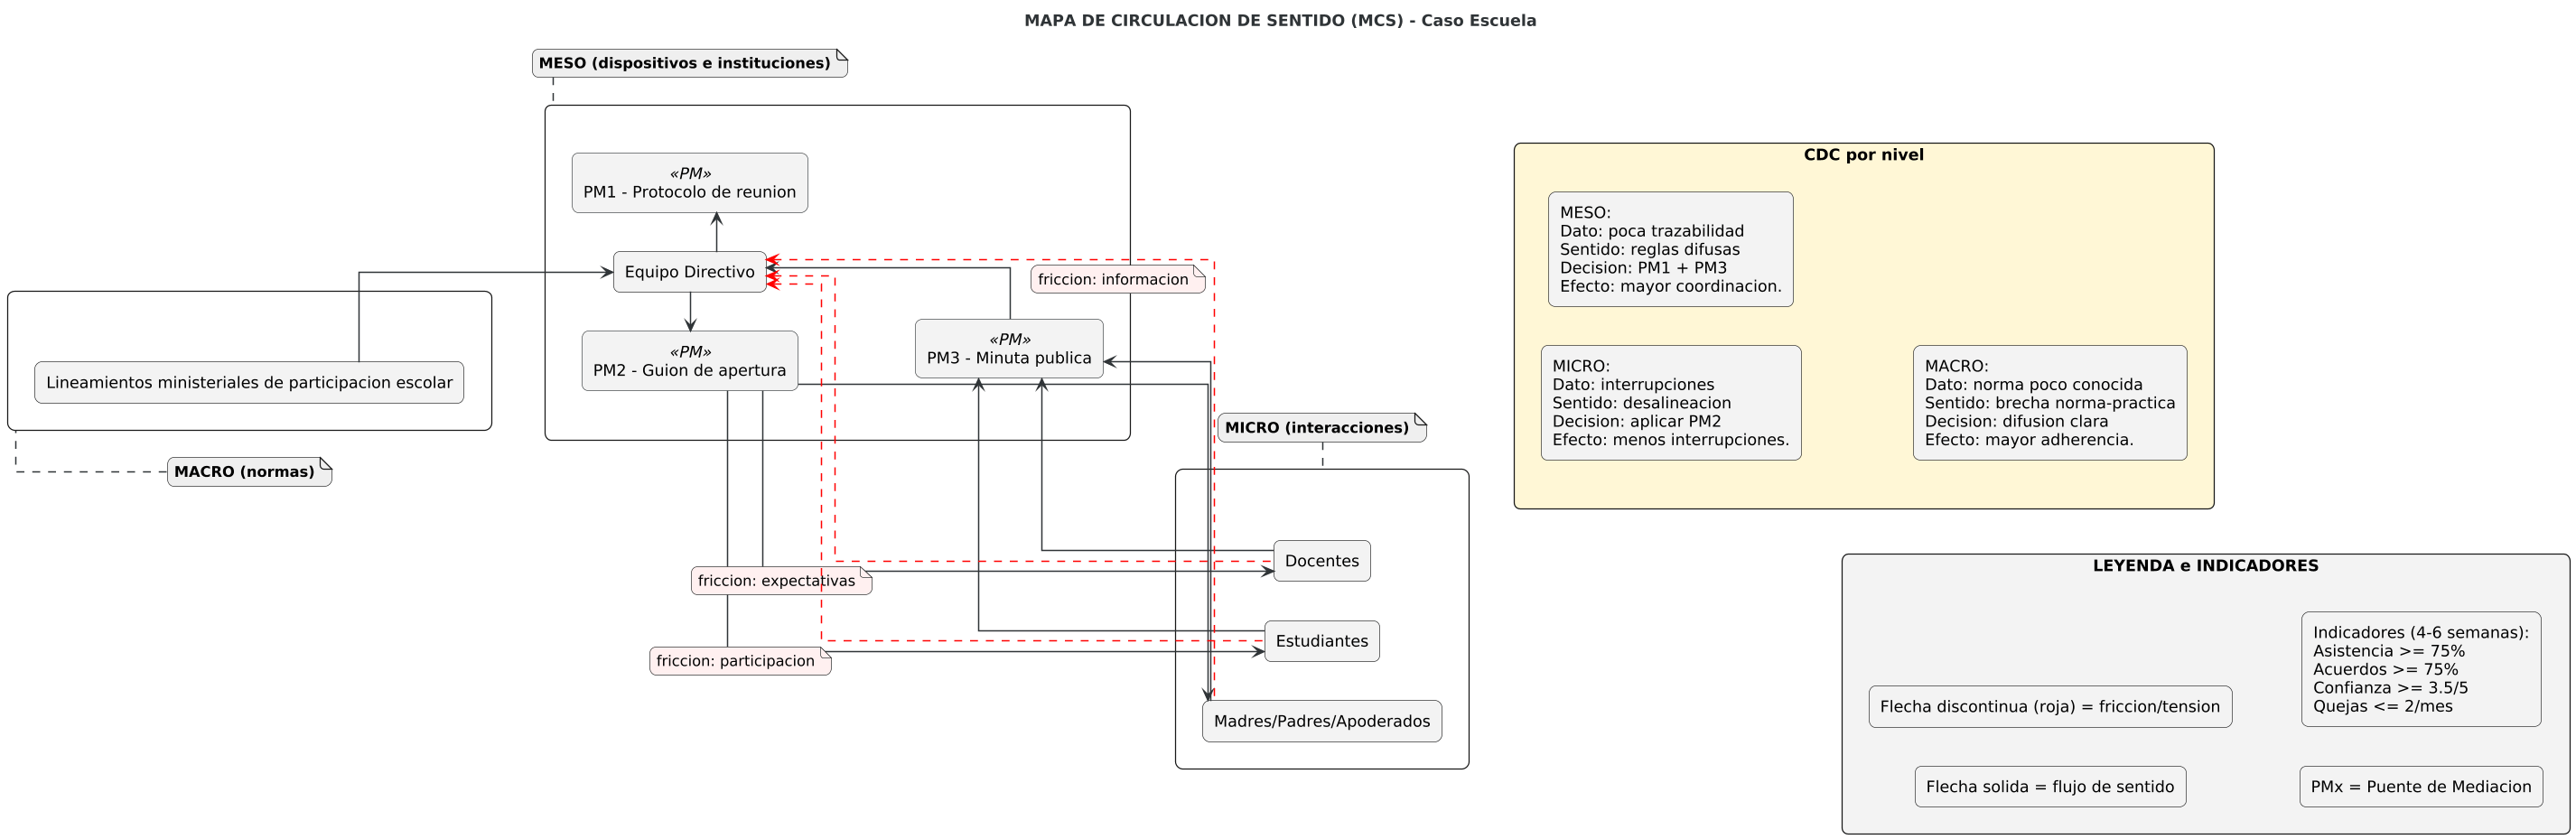 MAPA DE CIRCULACION DE SENTIDO (MCS) - Caso Escuela
MESO (dispositivos e instituciones)
«PM»
PM1 - Protocolo de reunion
Equipo Directivo
friccion: informacion
«PM»
PM2 - Guion de apertura
«PM»
PM3 - Minuta publica
Lineamientos ministeriales de participacion escolar
MACRO (normas)
MICRO (interacciones)
Docentes
friccion: expectativas
Estudiantes
friccion: participacion
Madres/Padres/Apoderados
CDC por nivel
MESO:
Dato: poca trazabilidad
Sentido: reglas difusas
Decision: PM1 + PM3
Efecto: mayor coordinacion.
MICRO:
Dato: interrupciones
Sentido: desalineacion
Decision: aplicar PM2
Efecto: menos interrupciones.
MACRO:
Dato: norma poco conocida
Sentido: brecha norma-practica
Decision: difusion clara
Efecto: mayor adherencia.
LEYENDA e INDICADORES
Indicadores (4-6 semanas):
Asistencia >= 75%
Acuerdos >= 75%
Confianza >= 3.5/5
Quejas <= 2/mes
Flecha discontinua (roja) = friccion/tension
Flecha solida = flujo de sentido
PMx = Puente de Mediacion